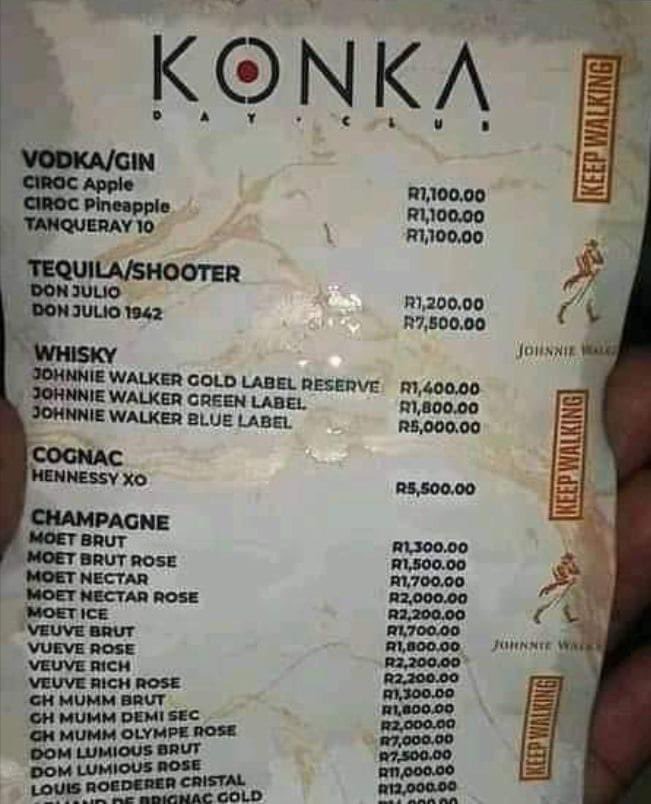 KONKA
DAY·CLUB
VODKA/GIN
CIROC Apple R1,100.00
CIROC Pineapple R1,100.00
TANQUERAY 10 R1,100.00
TEQUILA/SHOOTER
DON JULIO R1,200.00
DON JULIO 1942 R7,500.00
WHISKY
JOHNNIE WALKER GOLD LABEL RESERVE R1,400.00
JOHNNIE WALKER GREEN LABEL R1,800.00
JOHNNIE WALKER BLUE LABEL R5,000.00
COGNAC
HENNESSY XO R5,500.00
CHAMPAGNE
MOET BRUT R1,300.00
MOET BRUT ROSE R1,500.00
MOET NECTAR R1,700.00
MOET NECTAR ROSE R2,000.00
MOET ICE R2,200.00
VEUVE BRUT R1,700.00
VUEVE ROSE R1,800.00
VEUVE RICH R2,200.00
VEUVE RICH ROSE R2,200.00
GH MUMM BRUT R1,300.00
GH MUMM DEMI SEC R1,800.00
GH MUMM OLYMPE ROSE R2,000.00
DOM LUMIOUS BRUT R7,000.00
DOM LUMIOUS ROSE R7,500.00
LOUIS ROEDERER CRISTAL R11,000.00
DE BRIGNAC GOLD R12,000.00
KEEP WALKING
JOHNNIE
KEEP WALKING
JOHNNIE
KEEP WALKING